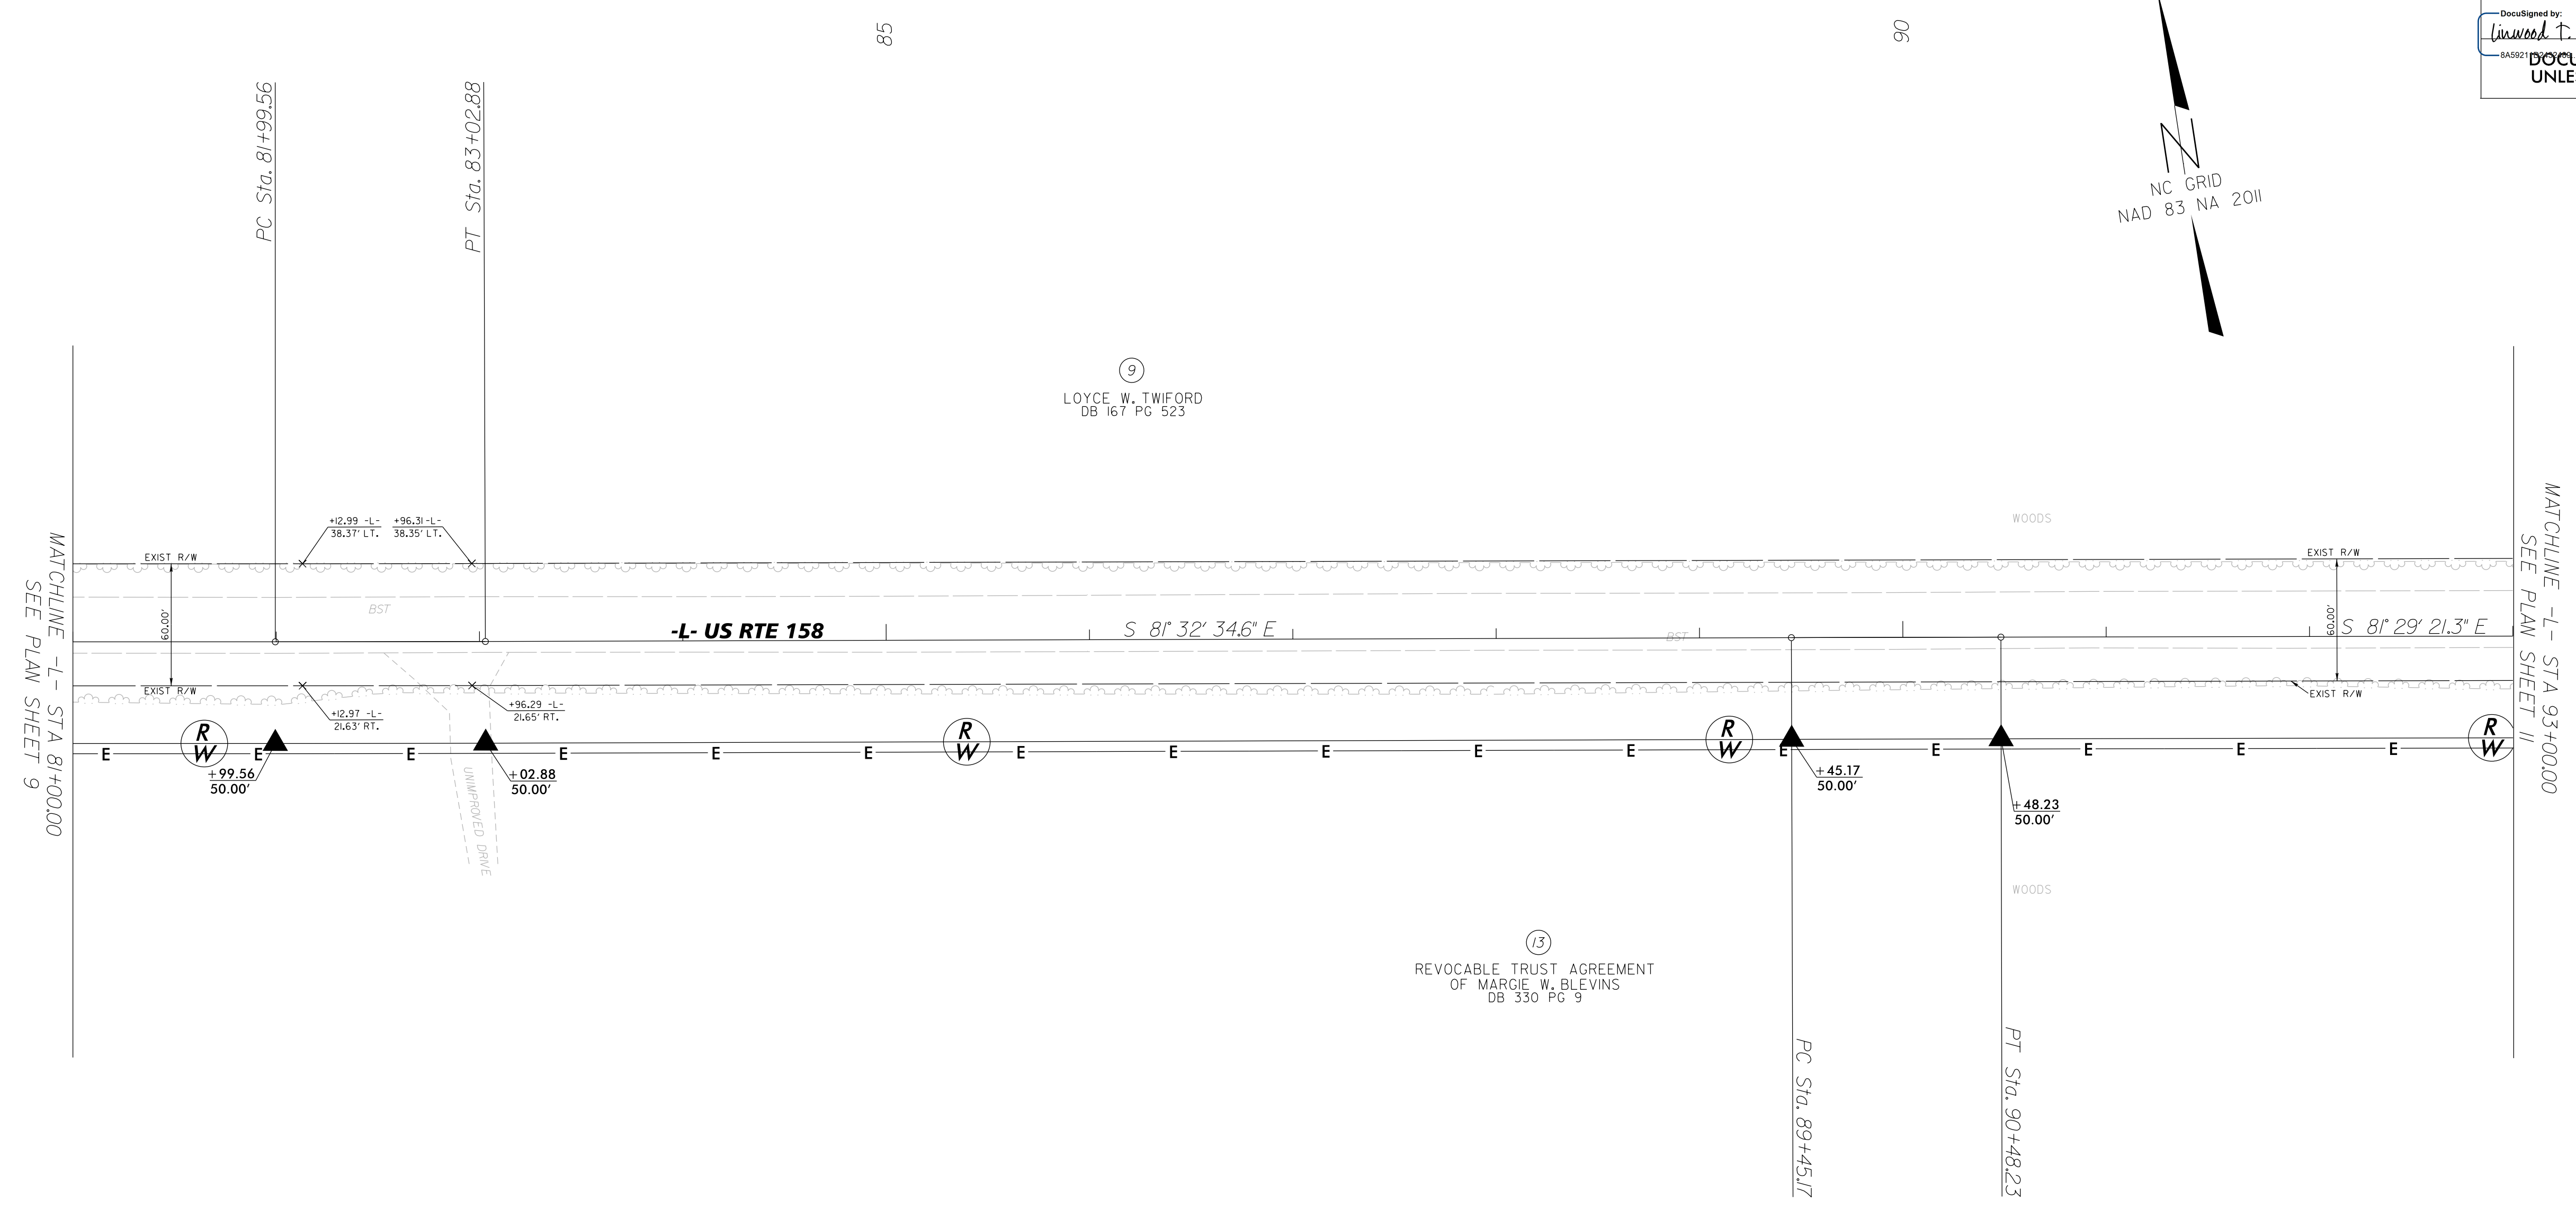 85
90
DocuSigned by:
Linwood T.
DOCU
UNLE
PC Sta. 81+99.56
PT Sta. 83+02.88
N
NC GRID
NAD 83 NA 2011
9
LOYCE W. TWIFORD
DB 167 PG 523
WOODS
+12.99 -L-
38.37' LT.
+96.31 -L-
38.35' LT.
EXIST R/W
EXIST R/W
BST
60.00'
-L- US RTE 158
S 81° 32' 34.6" E
BST
60.00'
S 81° 29' 21.3" E
EXIST R/W
EXIST R/W
+12.97 -L-
21.63' RT.
+96.29 -L-
21.65' RT.
R
W
R
W
R
W
R
W
E E E E E E E E E E E E E E E E
+99.56
50.00'
+02.88
50.00'
+45.17
50.00'
+48.23
50.00'
UNIMPROVED DRIVE
WOODS
13
REVOCABLE TRUST AGREEMENT
OF MARGIE W. BLEVINS
DB 330 PG 9
PC Sta. 89+45.17
PT Sta. 90+48.23
MATCHLINE -L- STA 81+00.00
SEE PLAN SHEET 9
MATCHLINE -L- STA 93+00.00
SEE PLAN SHEET 11